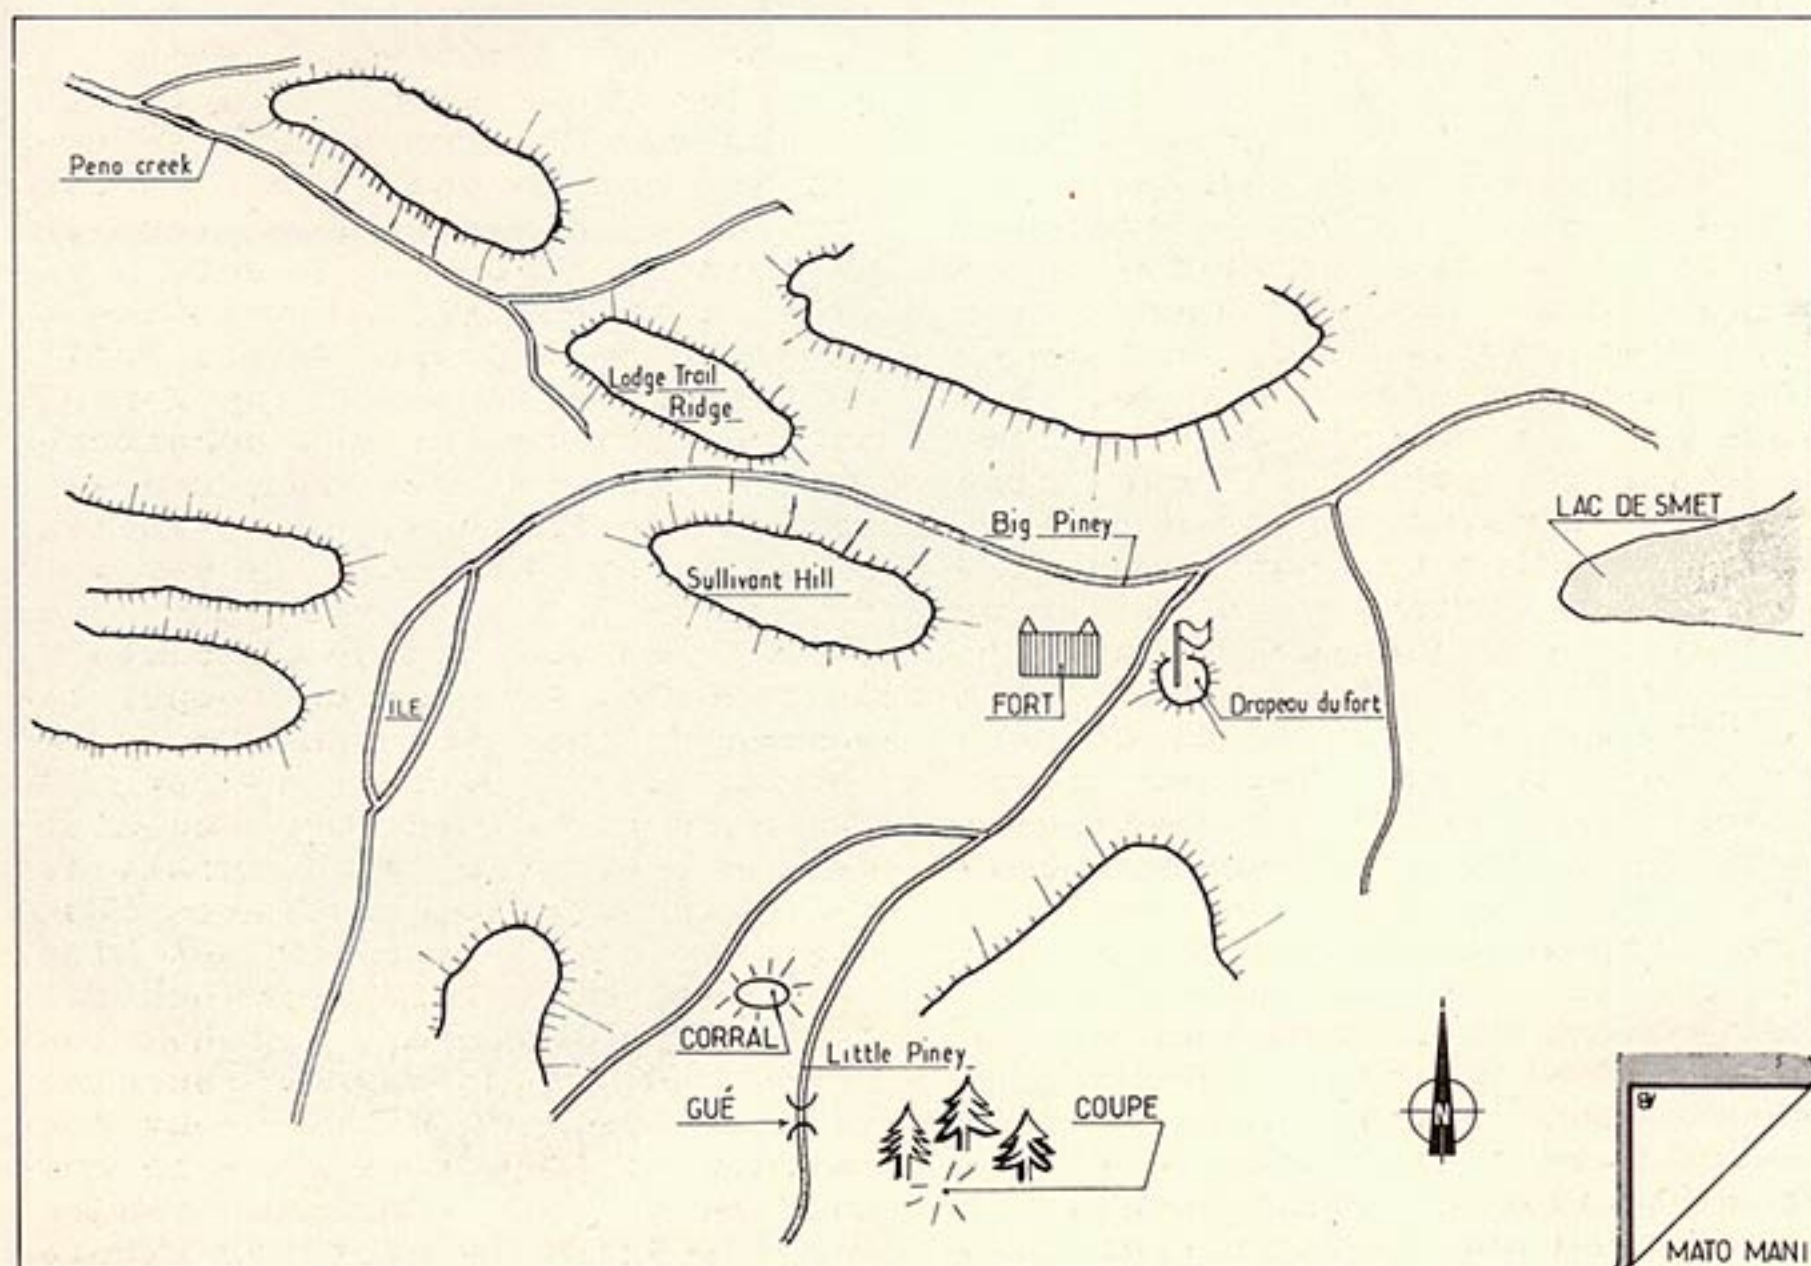 Peno creek
Lodge Trail
Ridge
LAC DE SMET
Big Piney
Sullivant Hill
ILE
FORT
Drapeau du fort
CORRAL
Little Piney
GUÉ
COUPE
N
MATO MANI